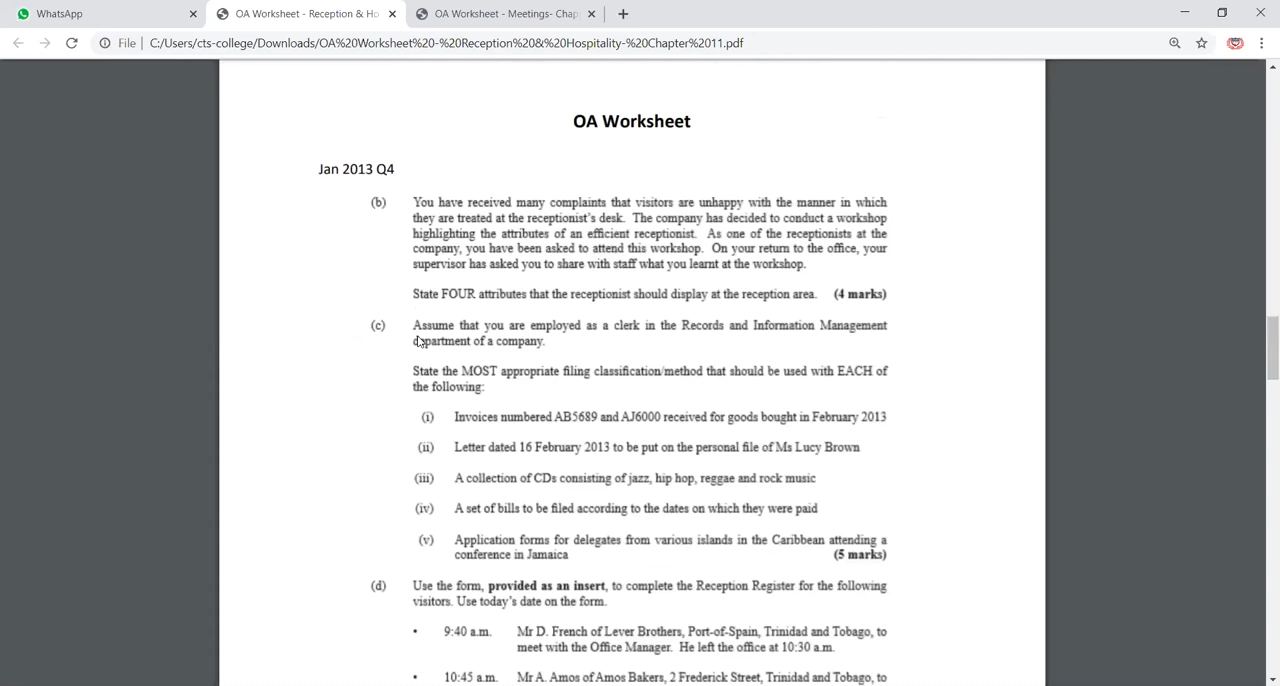 WhatsApp
OA Worksheet - Reception & Ho
OA Worksheet - Meetings- Chap
File
C:/Users/cts-college/Downloads/OA%20Worksheet%20-%20Reception%20&%20Hospitality-%20Chapter%2011.pdf
OA Worksheet
Jan 2013 Q4
(b) You have received many complaints that visitors are unhappy with the manner in which
they are treated at the receptionist's desk. The company has decided to conduct a workshop
highlighting the attributes of an efficient receptionist. As one of the receptionists at the
company, you have been asked to attend this workshop. On your return to the office, your
supervisor has asked you to share with staff what you learnt at the workshop.
State FOUR attributes that the receptionist should display at the reception area. (4 marks)
(c) Assume that you are employed as a clerk in the Records and Information Management
department of a company.
State the MOST appropriate filing classification/method that should be used with EACH of
the following:
(i) Invoices numbered AB5689 and AJ6000 received for goods bought in February 2013
(ii) Letter dated 16 February 2013 to be put on the personal file of Ms Lucy Brown
(iii) A collection of CDs consisting of jazz, hip hop, reggae and rock music
(iv) A set of bills to be filed according to the dates on which they were paid
(v) Application forms for delegates from various islands in the Caribbean attending a
conference in Jamaica (5 marks)
(d) Use the form, provided as an insert, to complete the Reception Register for the following
visitors. Use today's date on the form.
• 9:40 a.m. Mr D. French of Lever Brothers, Port-of-Spain, Trinidad and Tobago, to
meet with the Office Manager. He left the office at 10:30 a.m.
• 10:45 a.m. Mr A. Amos of Amos Bakers, 2 Frederick Street, Trinidad and Tobago, to